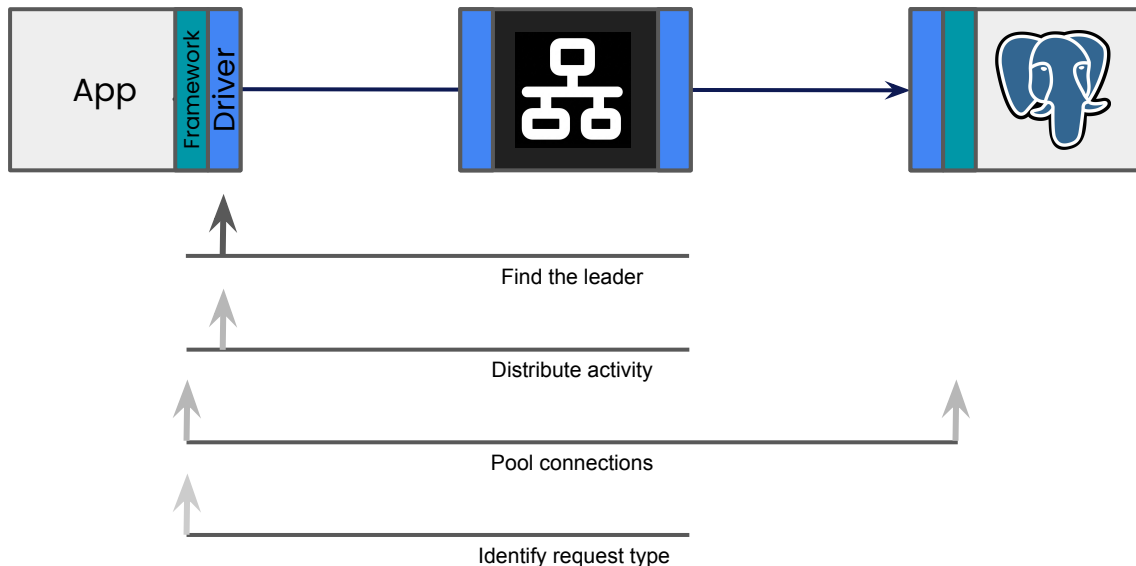 App
Framework
Driver
Find the leader
Distribute activity
Pool connections
Identify request type